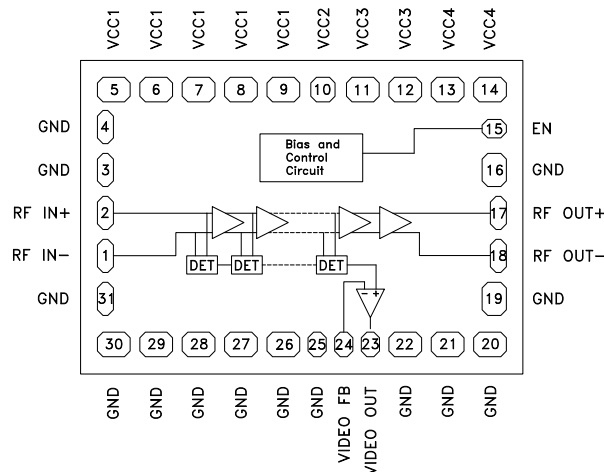 VCC1 VCC1 VCC1 VCC1 VCC1 VCC2 VCC3 VCC3 VCC4 VCC4
5 6 7 8 9 10 11 12 13 14
GND 4
15 EN
Bias and
Control
Circuit
GND 3
16 GND
RF IN+ 2
17 RF OUT+
RF IN- 1
18 RF OUT-
DET DET DET
GND 31
- +
19 GND
30 29 28 27 26 25 24 23 22 21 20
GND GND GND GND GND GND VIDEO FB VIDEO OUT GND GND GND